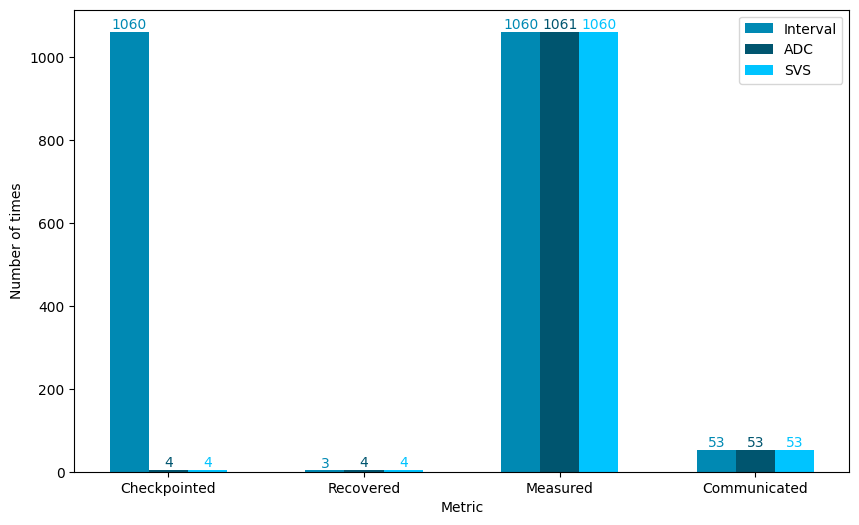 1060
1060 1061 1060
Interval
ADC
SVS
1000
800
600
400
200
0
Number of times
4 4
3 4 4
53 53 53
Checkpointed Recovered Measured Communicated
Metric